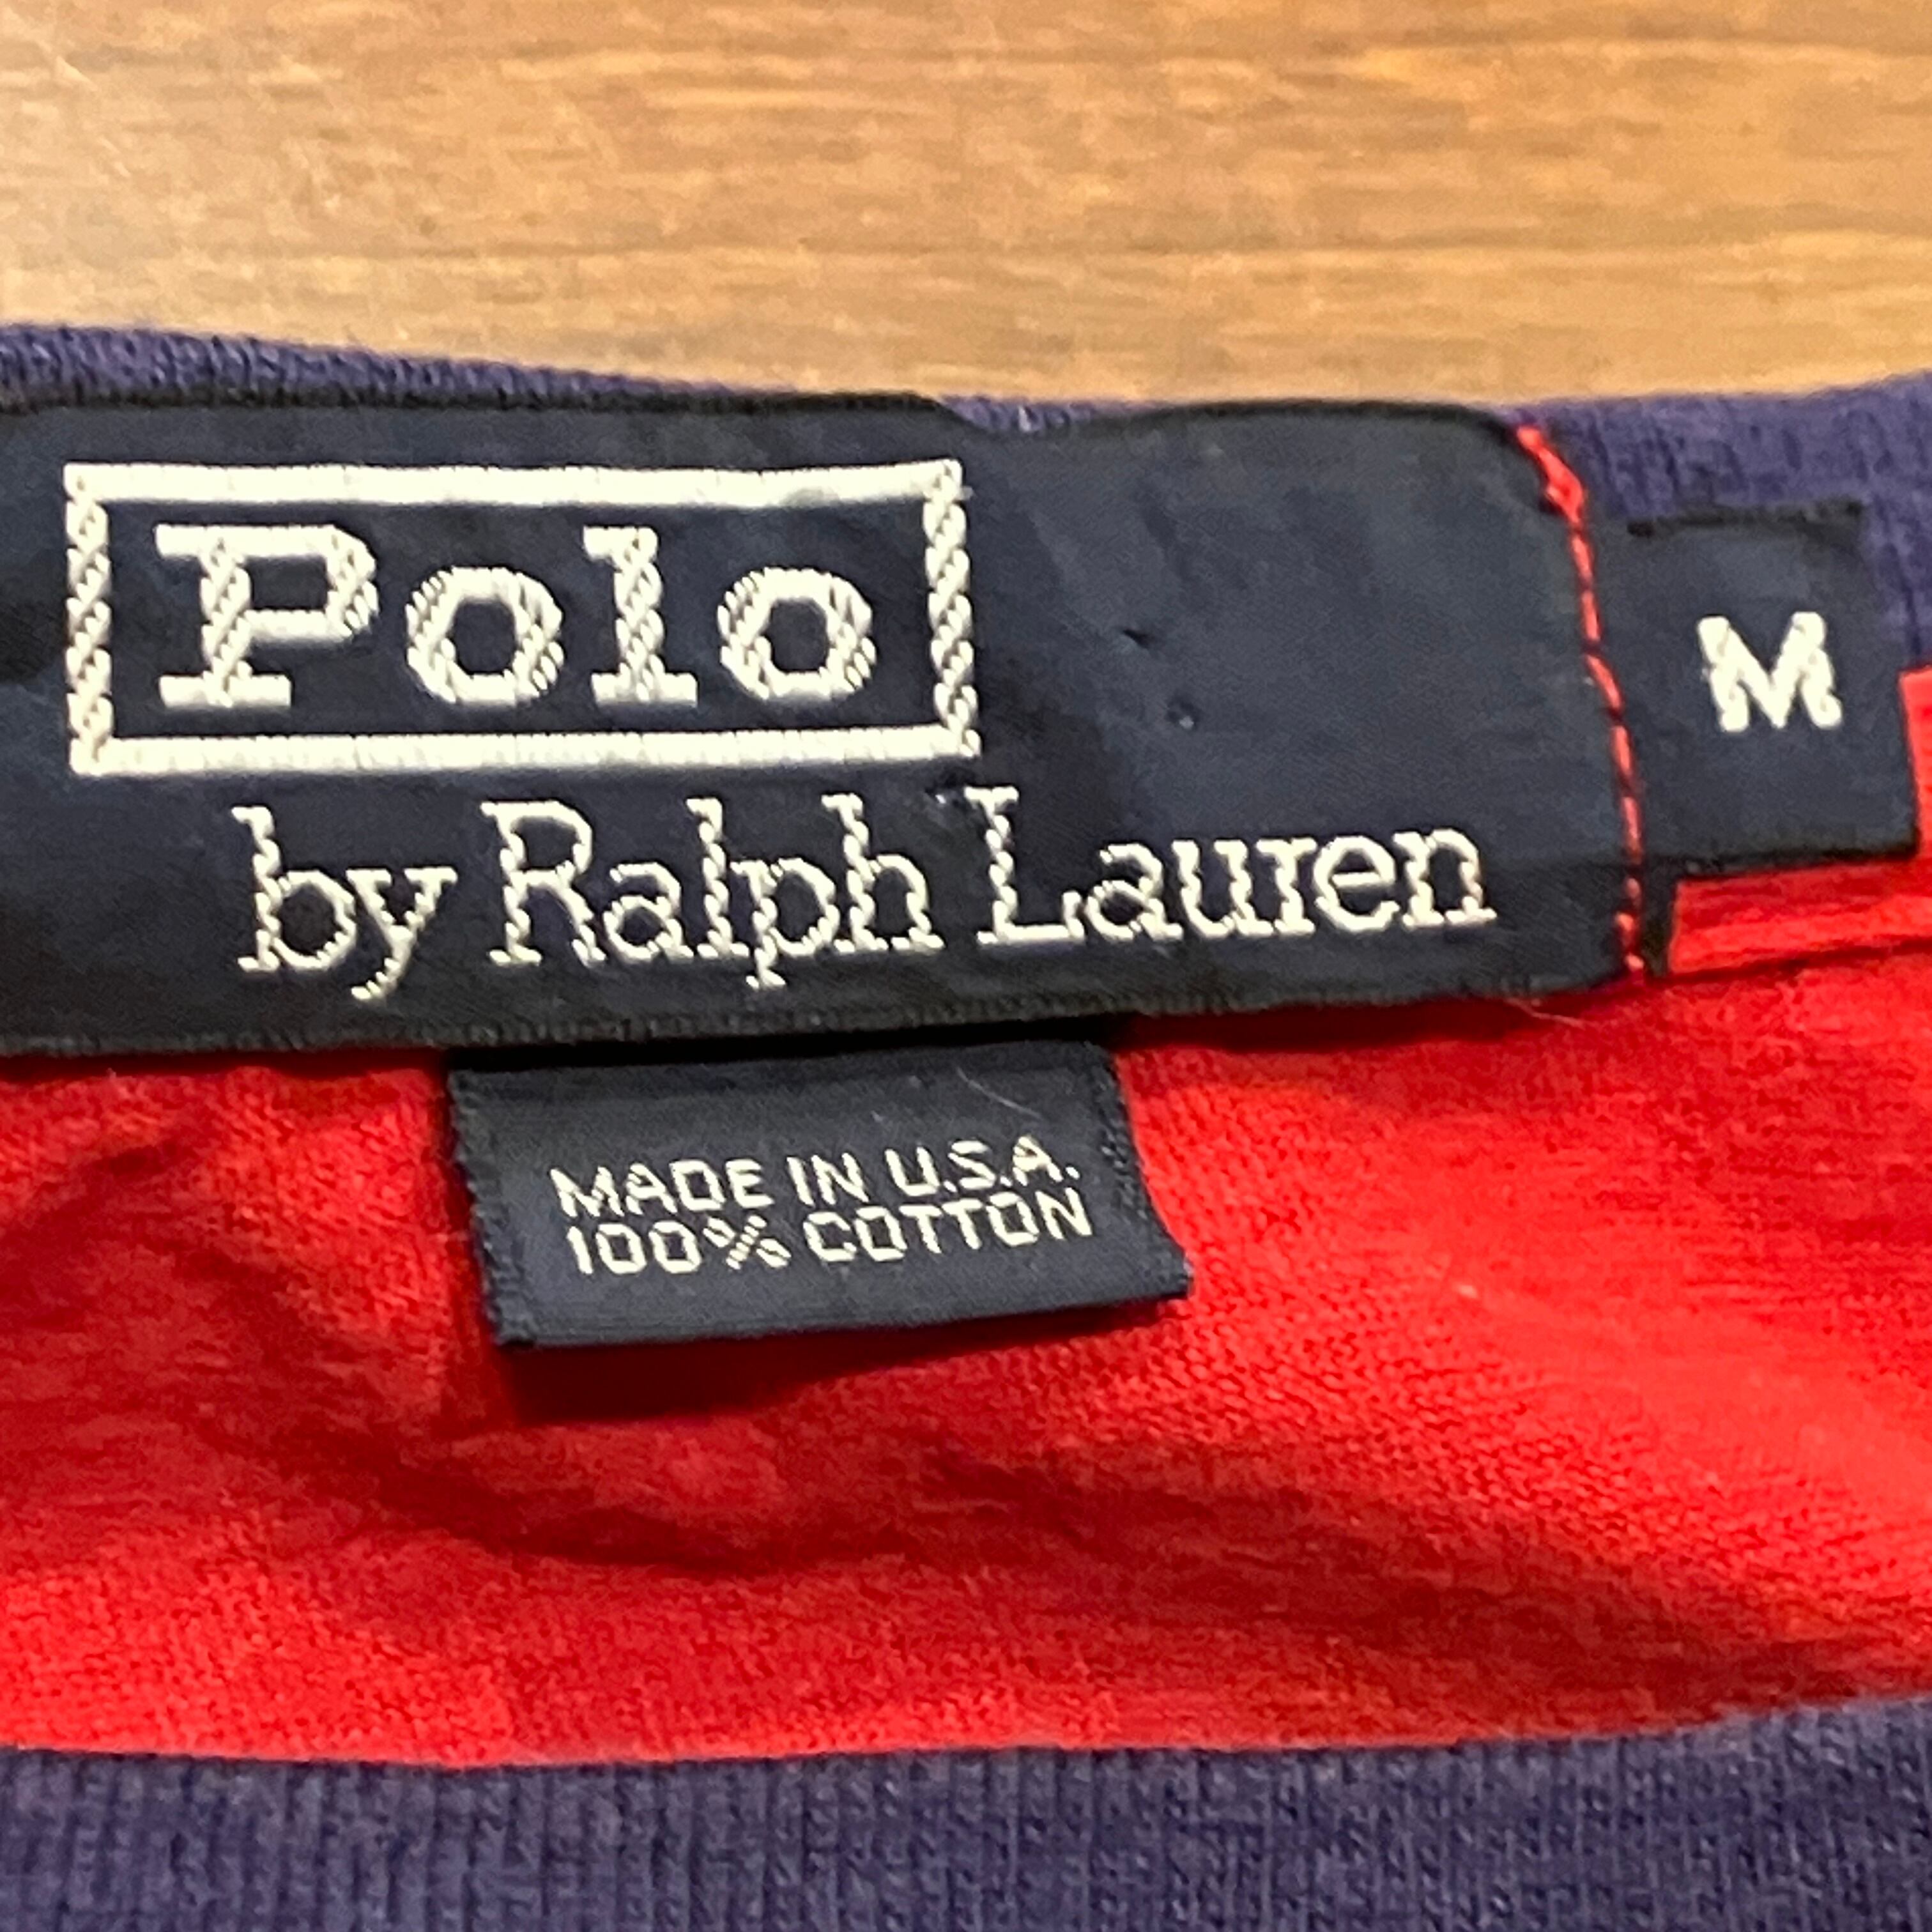 Polo
by Ralph Lauren
M
MADE IN U.S.A.
100% COTTON